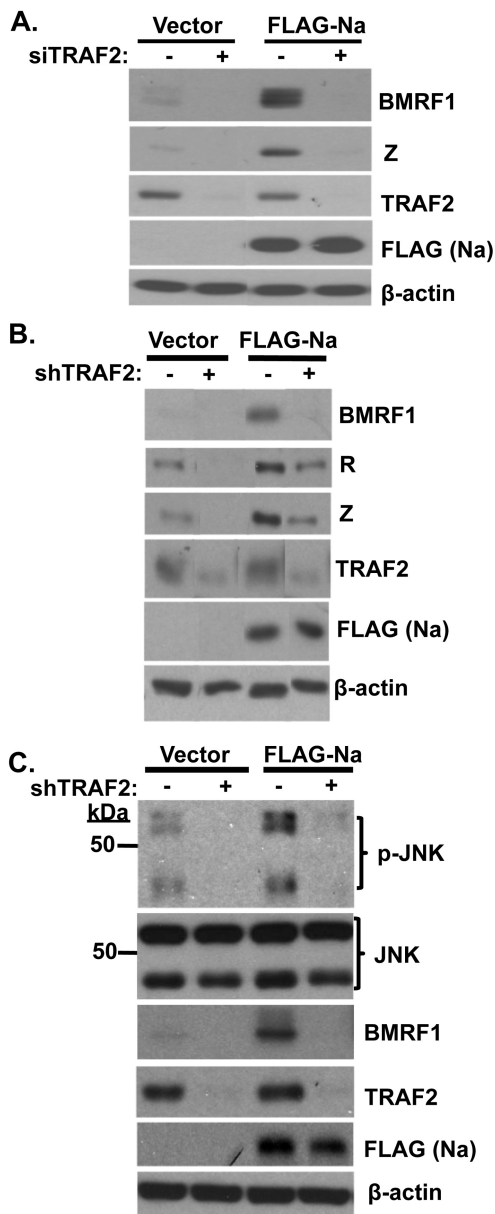 A.
Vector FLAG-Na
siTRAF2: - + - +
BMRF1
Z
TRAF2
FLAG (Na)
β-actin
B.
Vector FLAG-Na
shTRAF2: - + - +
BMRF1
R
Z
TRAF2
FLAG (Na)
β-actin
C.
Vector FLAG-Na
shTRAF2: - + - +
kDa
50
p-JNK
50
JNK
BMRF1
TRAF2
FLAG (Na)
β-actin